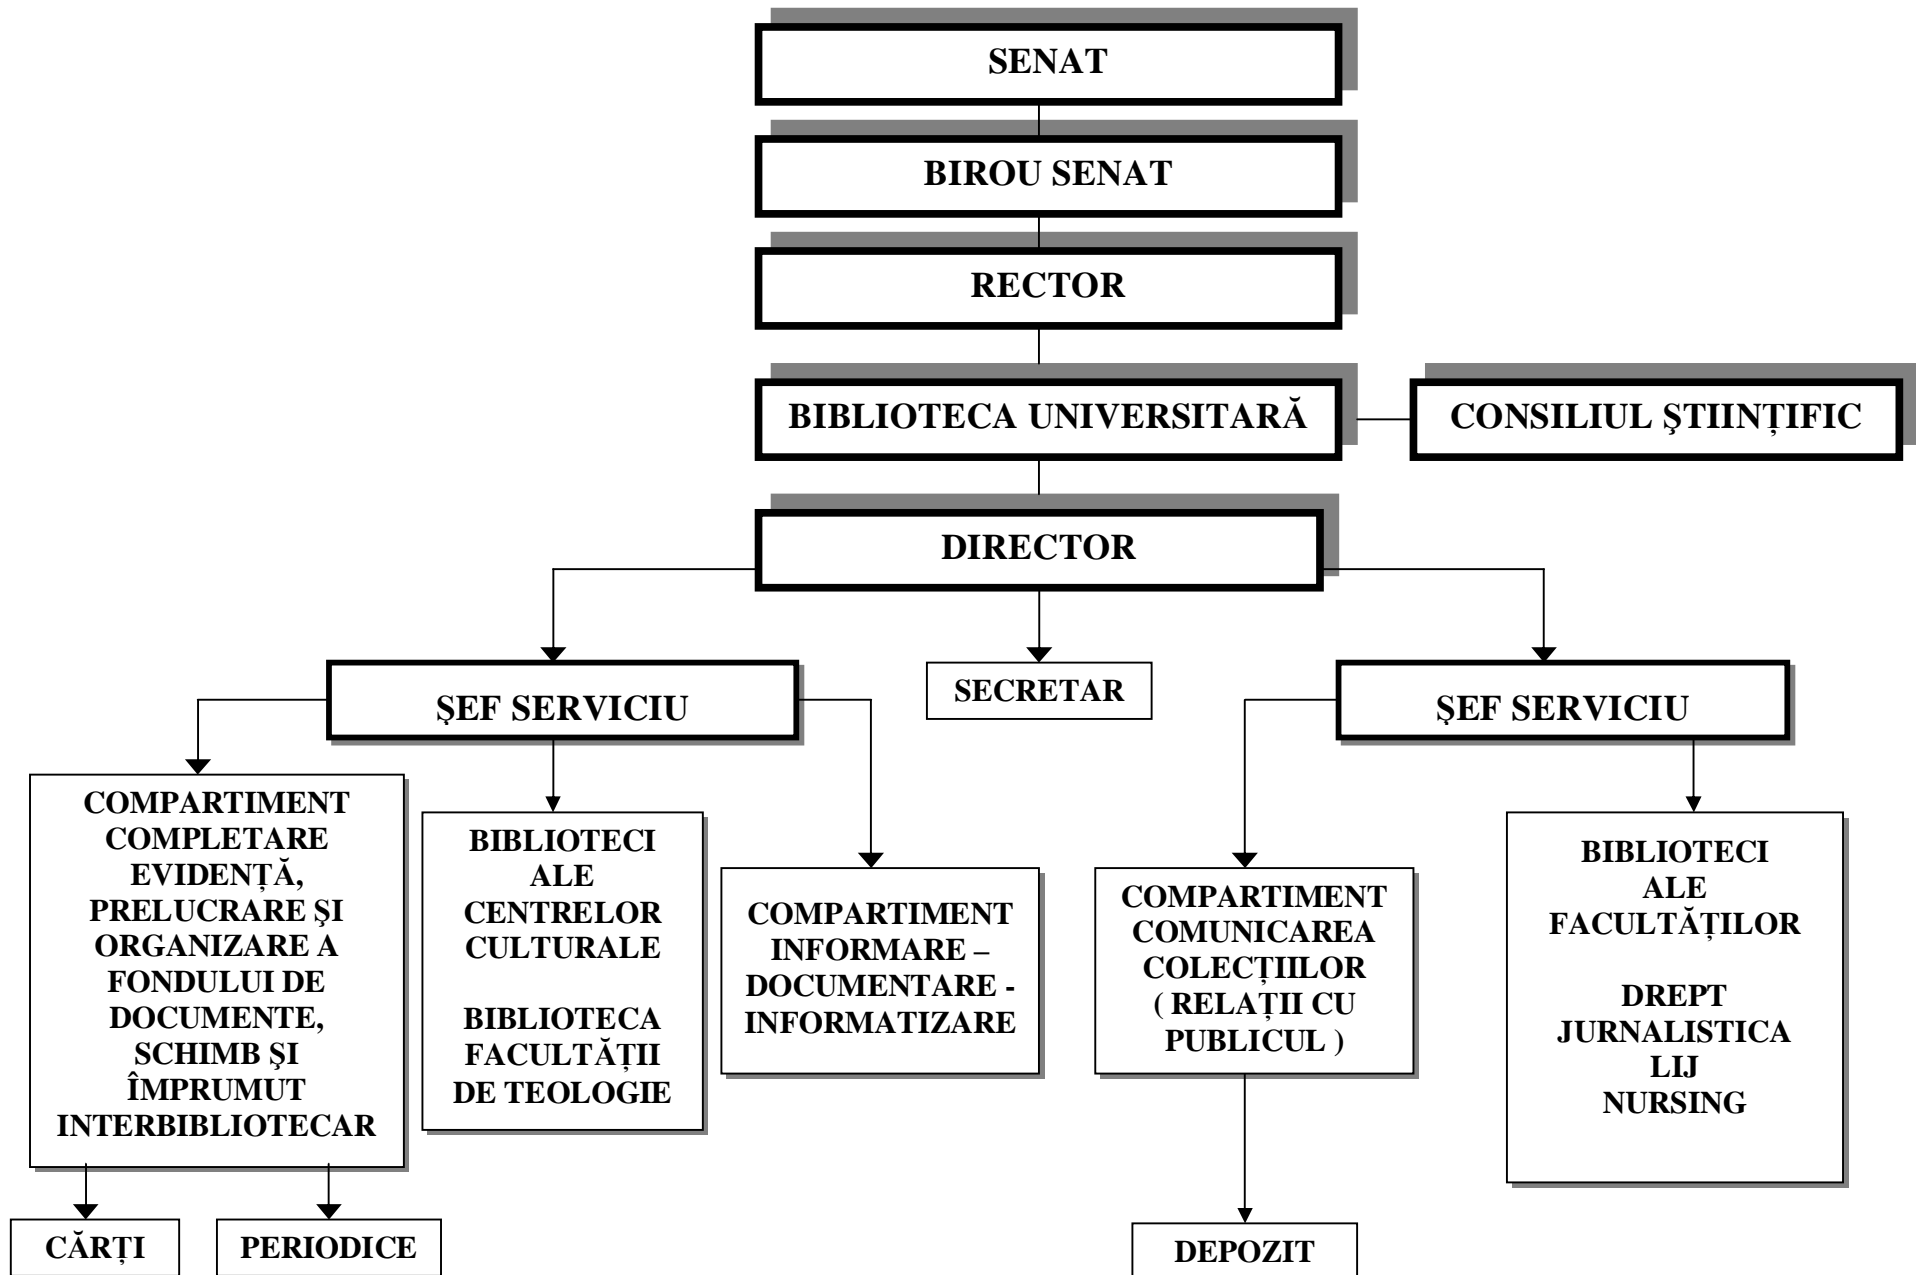 SENAT
BIROU SENAT
RECTOR
BIBLIOTECA UNIVERSITARĂ
CONSILIUL ŞTIINȚIFIC
DIRECTOR
ŞEF SERVICIU
SECRETAR
ŞEF SERVICIU
COMPARTIMENT
COMPLETARE
EVIDENȚĂ,
PRELUCRARE ŞI
ORGANIZARE A
FONDULUI DE
DOCUMENTE,
SCHIMB ŞI
ÎMPRUMUT
INTERBIBLIOTECAR
BIBLIOTECI
ALE
CENTRELOR
CULTURALE
BIBLIOTECA
FACULTĂȚII
DE TEOLOGIE
COMPARTIMENT
INFORMARE –
DOCUMENTARE -
INFORMATIZARE
COMPARTIMENT
COMUNICAREA
COLECȚIILOR
( RELAȚII CU
PUBLICUL )
BIBLIOTECI
ALE
FACULTĂȚILOR
DREPT
JURNALISTICA
LIJ
NURSING
CĂRȚI
PERIODICE
DEPOZIT